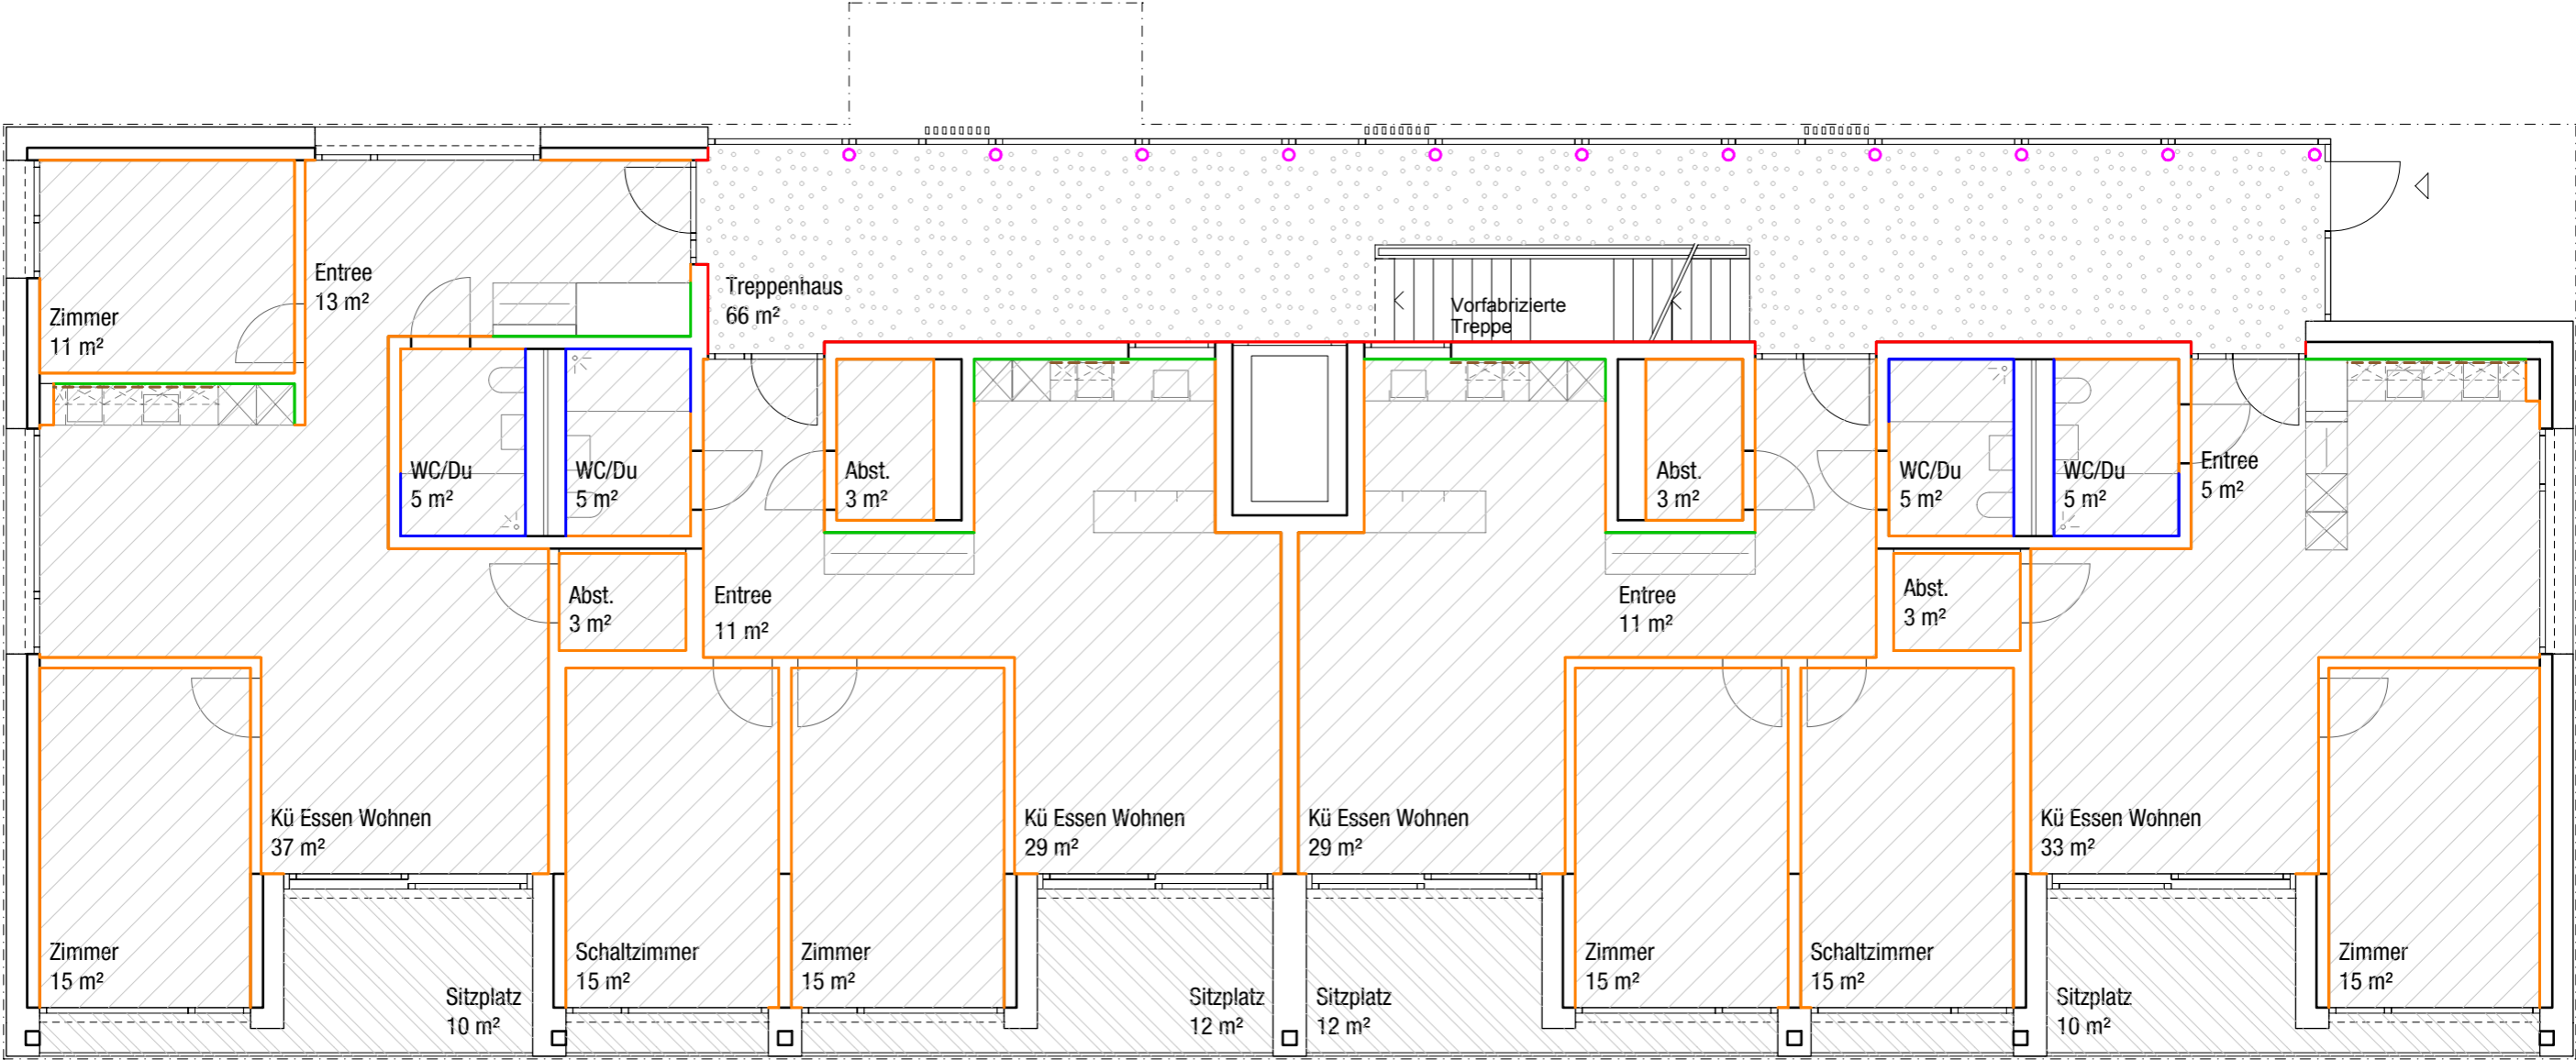 Entree
13 m²
Zimmer
11 m²
Treppenhaus
66 m²
Vorfabrizierte
Treppe
WC/Du
5 m²
WC/Du
5 m²
Abst.
3 m²
Abst.
3 m²
WC/Du
5 m²
WC/Du
5 m²
Entree
5 m²
Abst.
3 m²
Entree
11 m²
Entree
11 m²
Abst.
3 m²
Kü Essen Wohnen
37 m²
Kü Essen Wohnen
29 m²
Kü Essen Wohnen
29 m²
Kü Essen Wohnen
33 m²
Zimmer
15 m²
Schaltzimmer
15 m²
Zimmer
15 m²
Zimmer
15 m²
Schaltzimmer
15 m²
Zimmer
15 m²
Sitzplatz
10 m²
Sitzplatz
12 m²
Sitzplatz
12 m²
Sitzplatz
10 m²